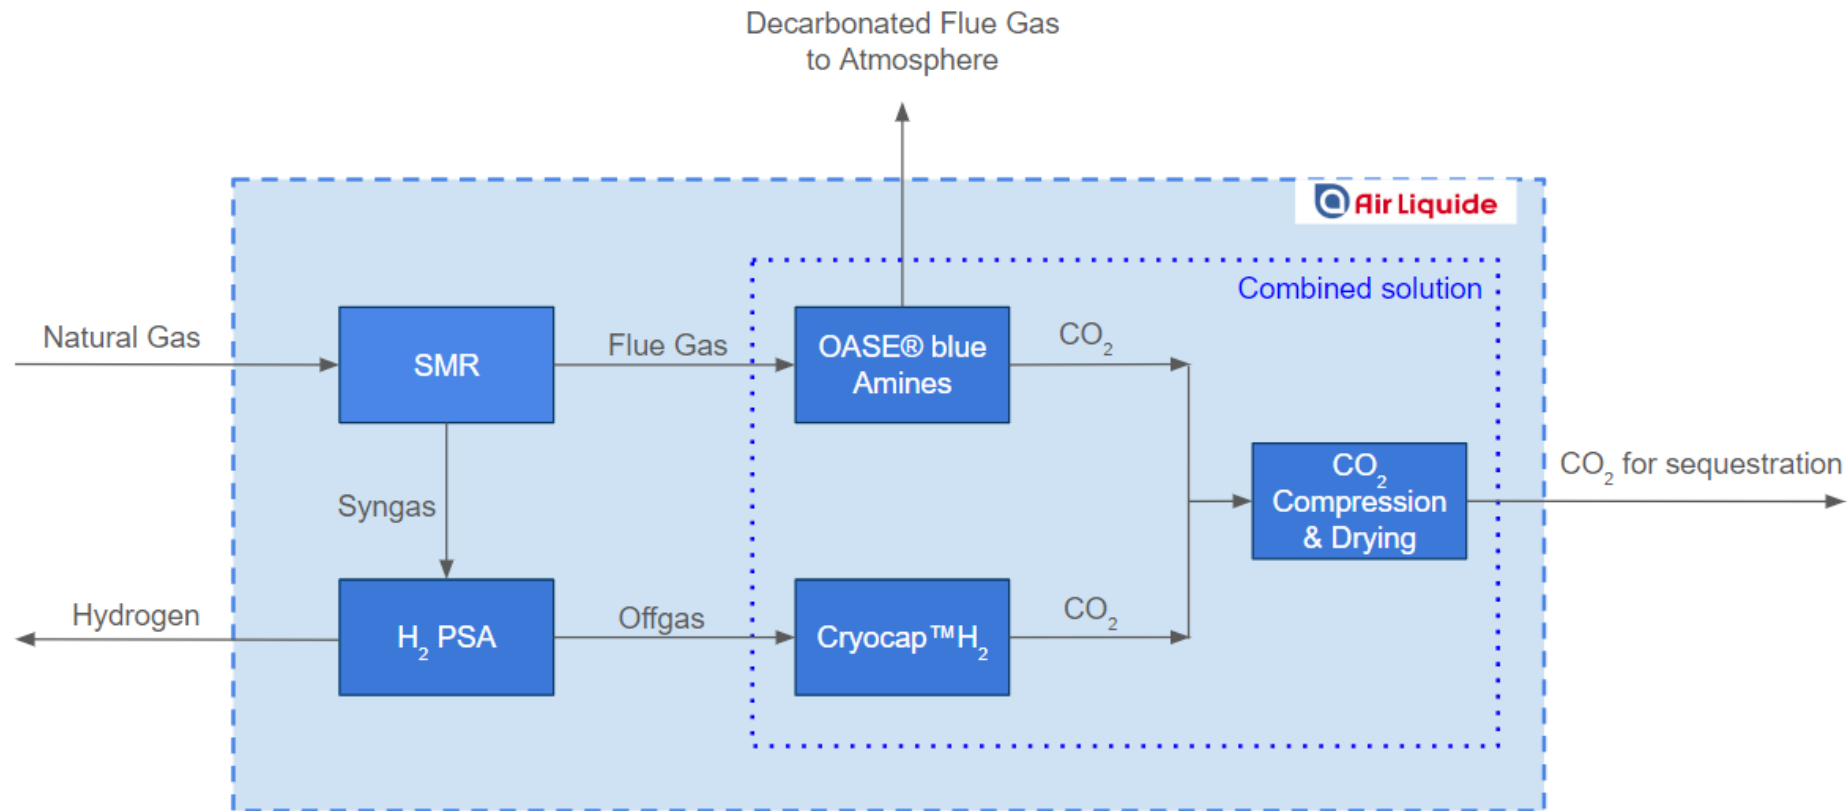 Decarbonated Flue Gas
to Atmosphere
Air Liquide
Combined solution
Natural Gas
SMR
Flue Gas
OASE® blue
Amines
CO₂
Syngas
CO₂
Compression
& Drying
CO₂ for sequestration
Hydrogen
H₂ PSA
Offgas
Cryocap™H₂
CO₂